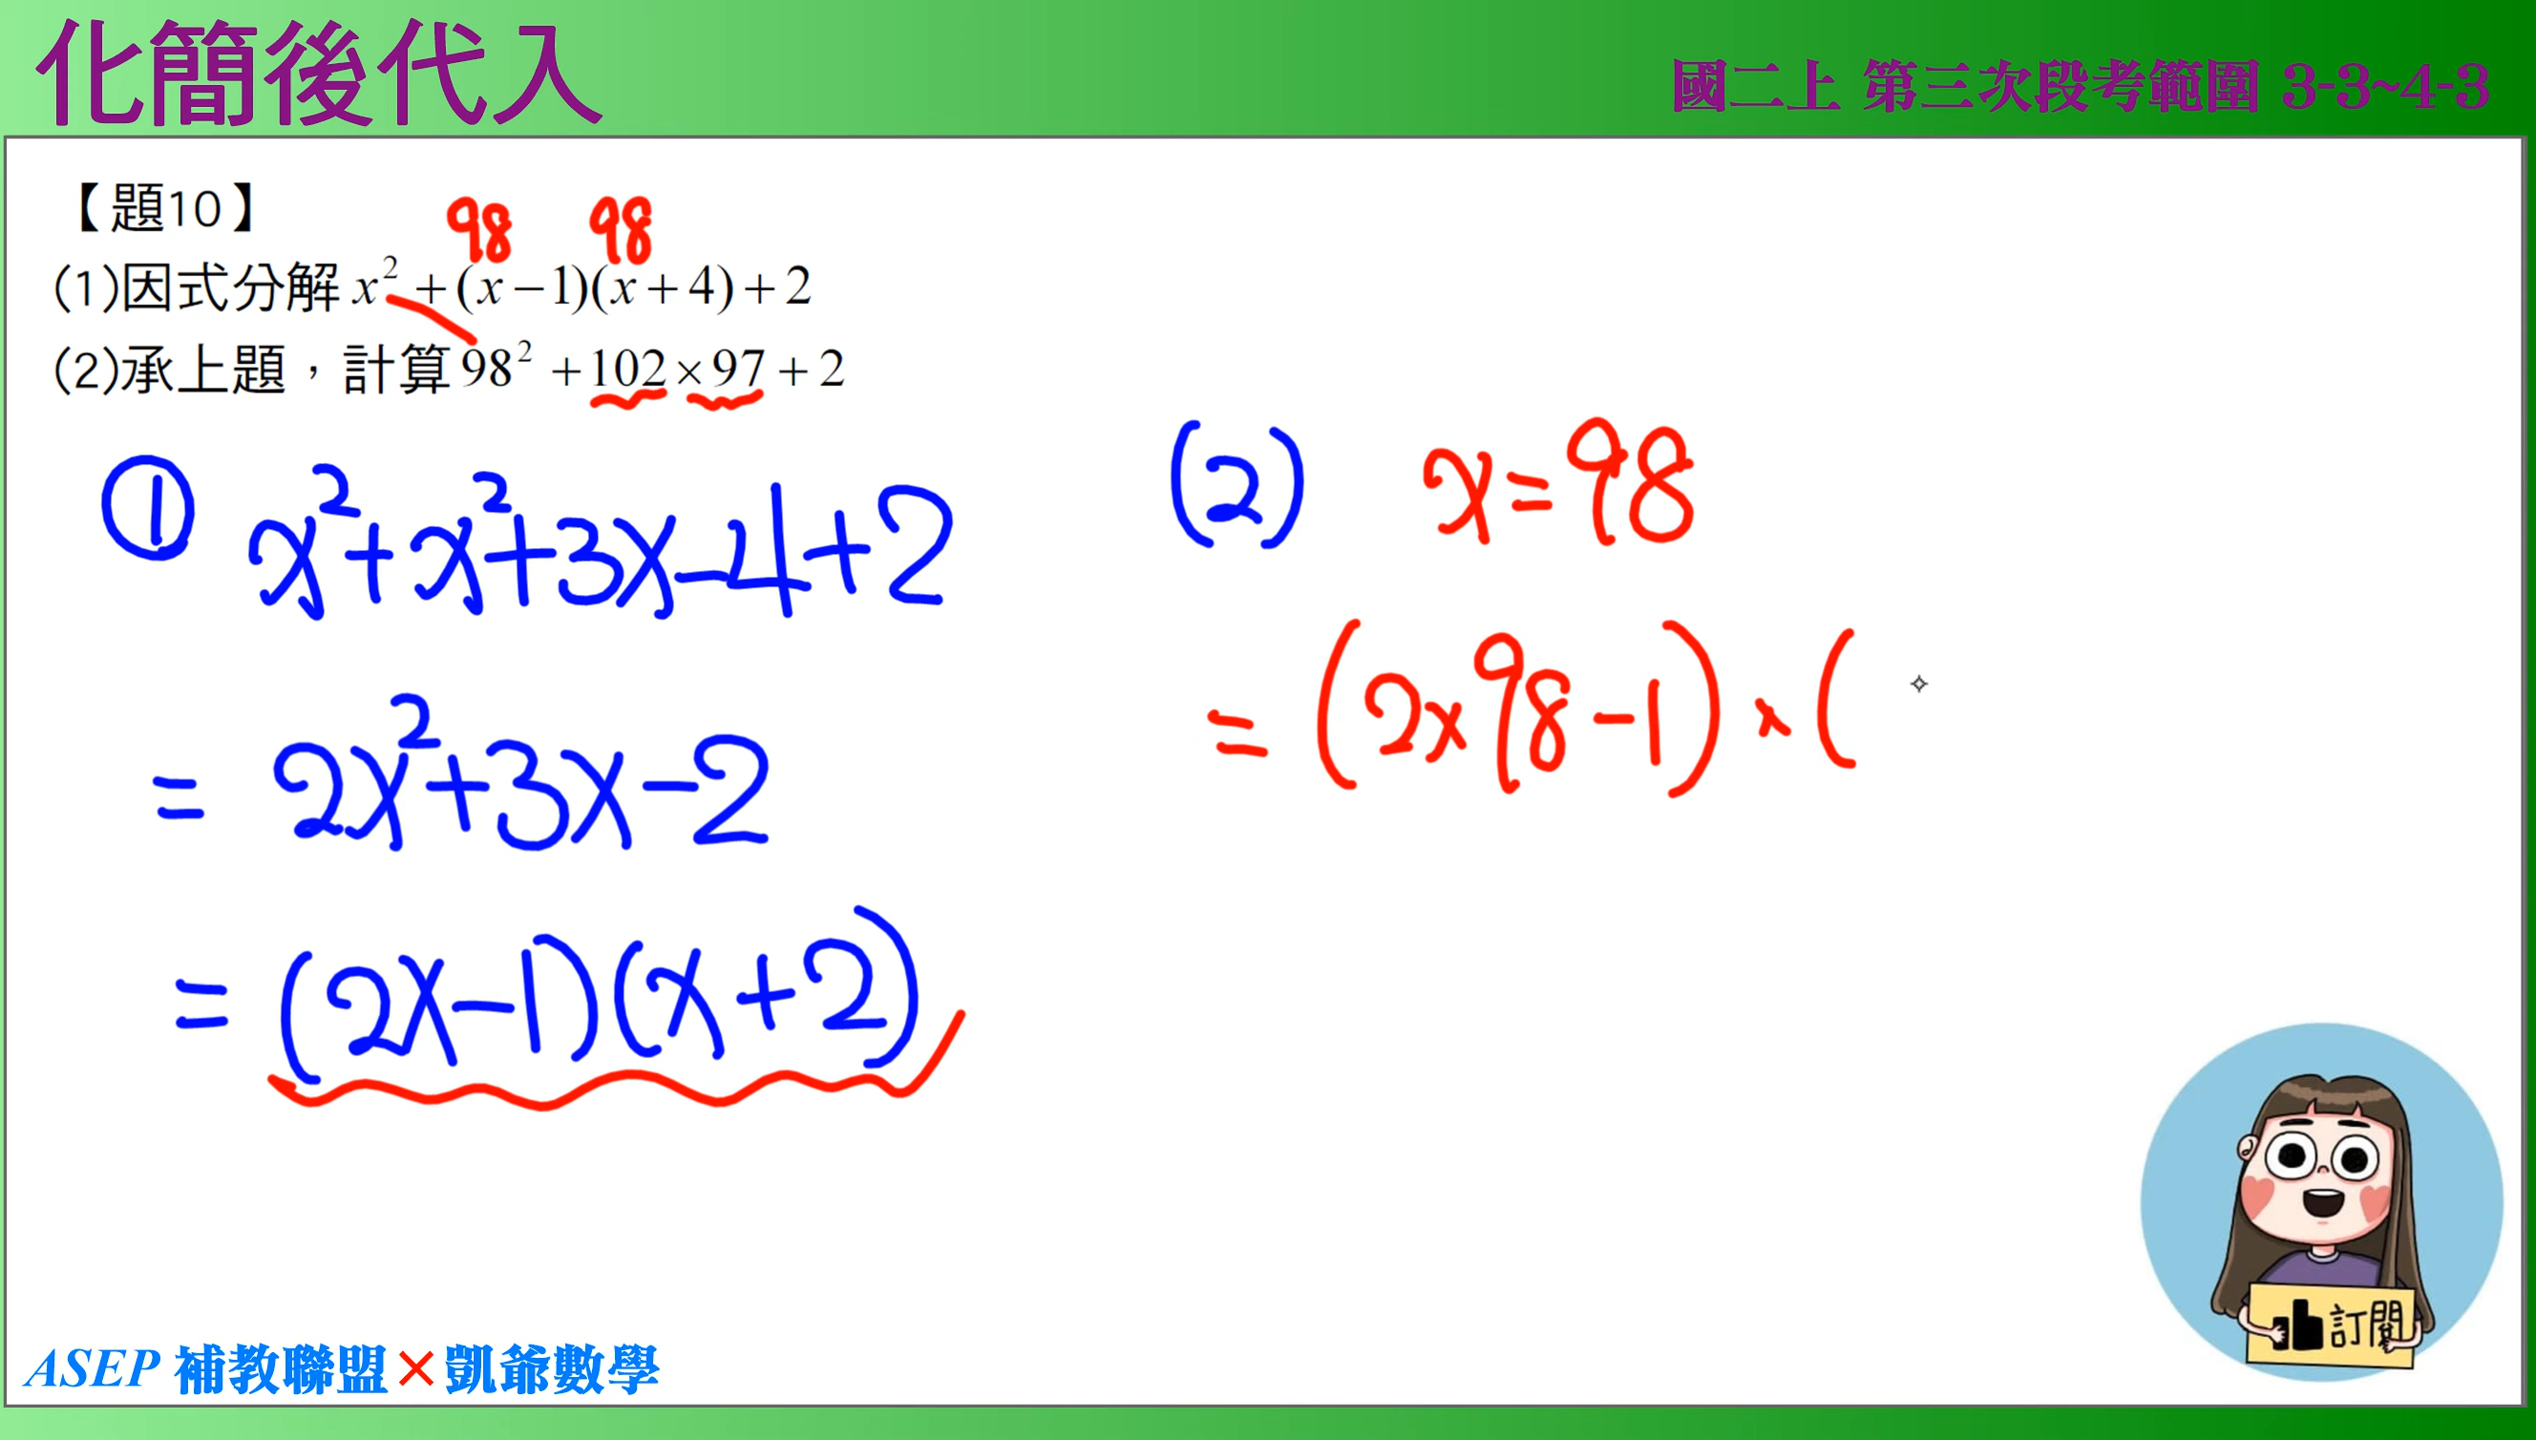 化簡後代入
國二上 第三次段考範圍 3-3~4-3
【題10】
98 98
(1)因式分解 x² + (x − 1)(x + 4) + 2
(2)承上題，計算 98² + 102 × 97 + 2
① x² + x² + 3x − 4 + 2
= 2x² + 3x − 2
= (2x − 1)(x + 2)
(2) x = 98
= (2 × 98 − 1) × (
訂閱
ASEP 補教聯盟×凱爺數學